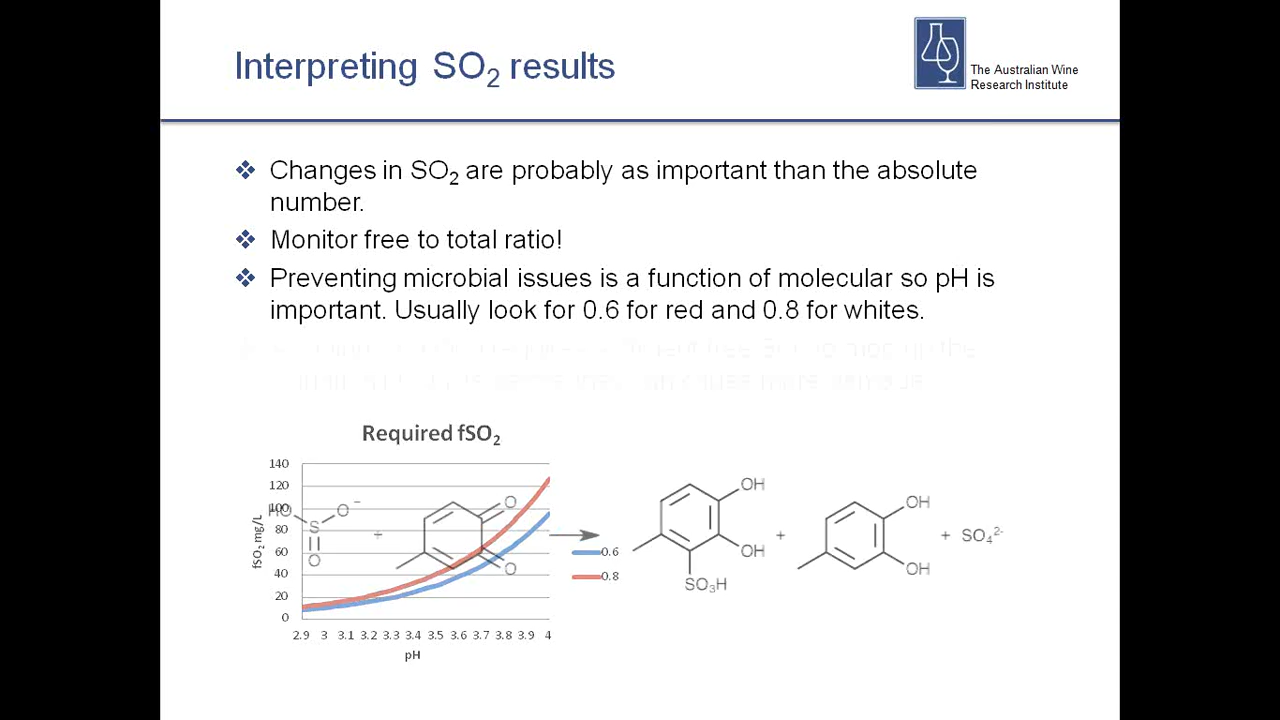 Interpreting SO₂ results
The Australian Wine
Research Institute
❖ Changes in SO₂ are probably as important than the absolute
number.
❖ Monitor free to total ratio!
❖ Preventing microbial issues is a function of molecular so pH is
important. Usually look for 0.6 for red and 0.8 for whites.
Required fSO₂
fSO₂ mg/L
140
120
100
80
60
40
20
0
2.9 3 3.1 3.2 3.3 3.4 3.5 3.6 3.7 3.8 3.9 4
pH
0.6
0.8
HO S O⁻
O
+
O
O
OH
OH
SO₃H
+
OH
OH
+ SO₄²⁻